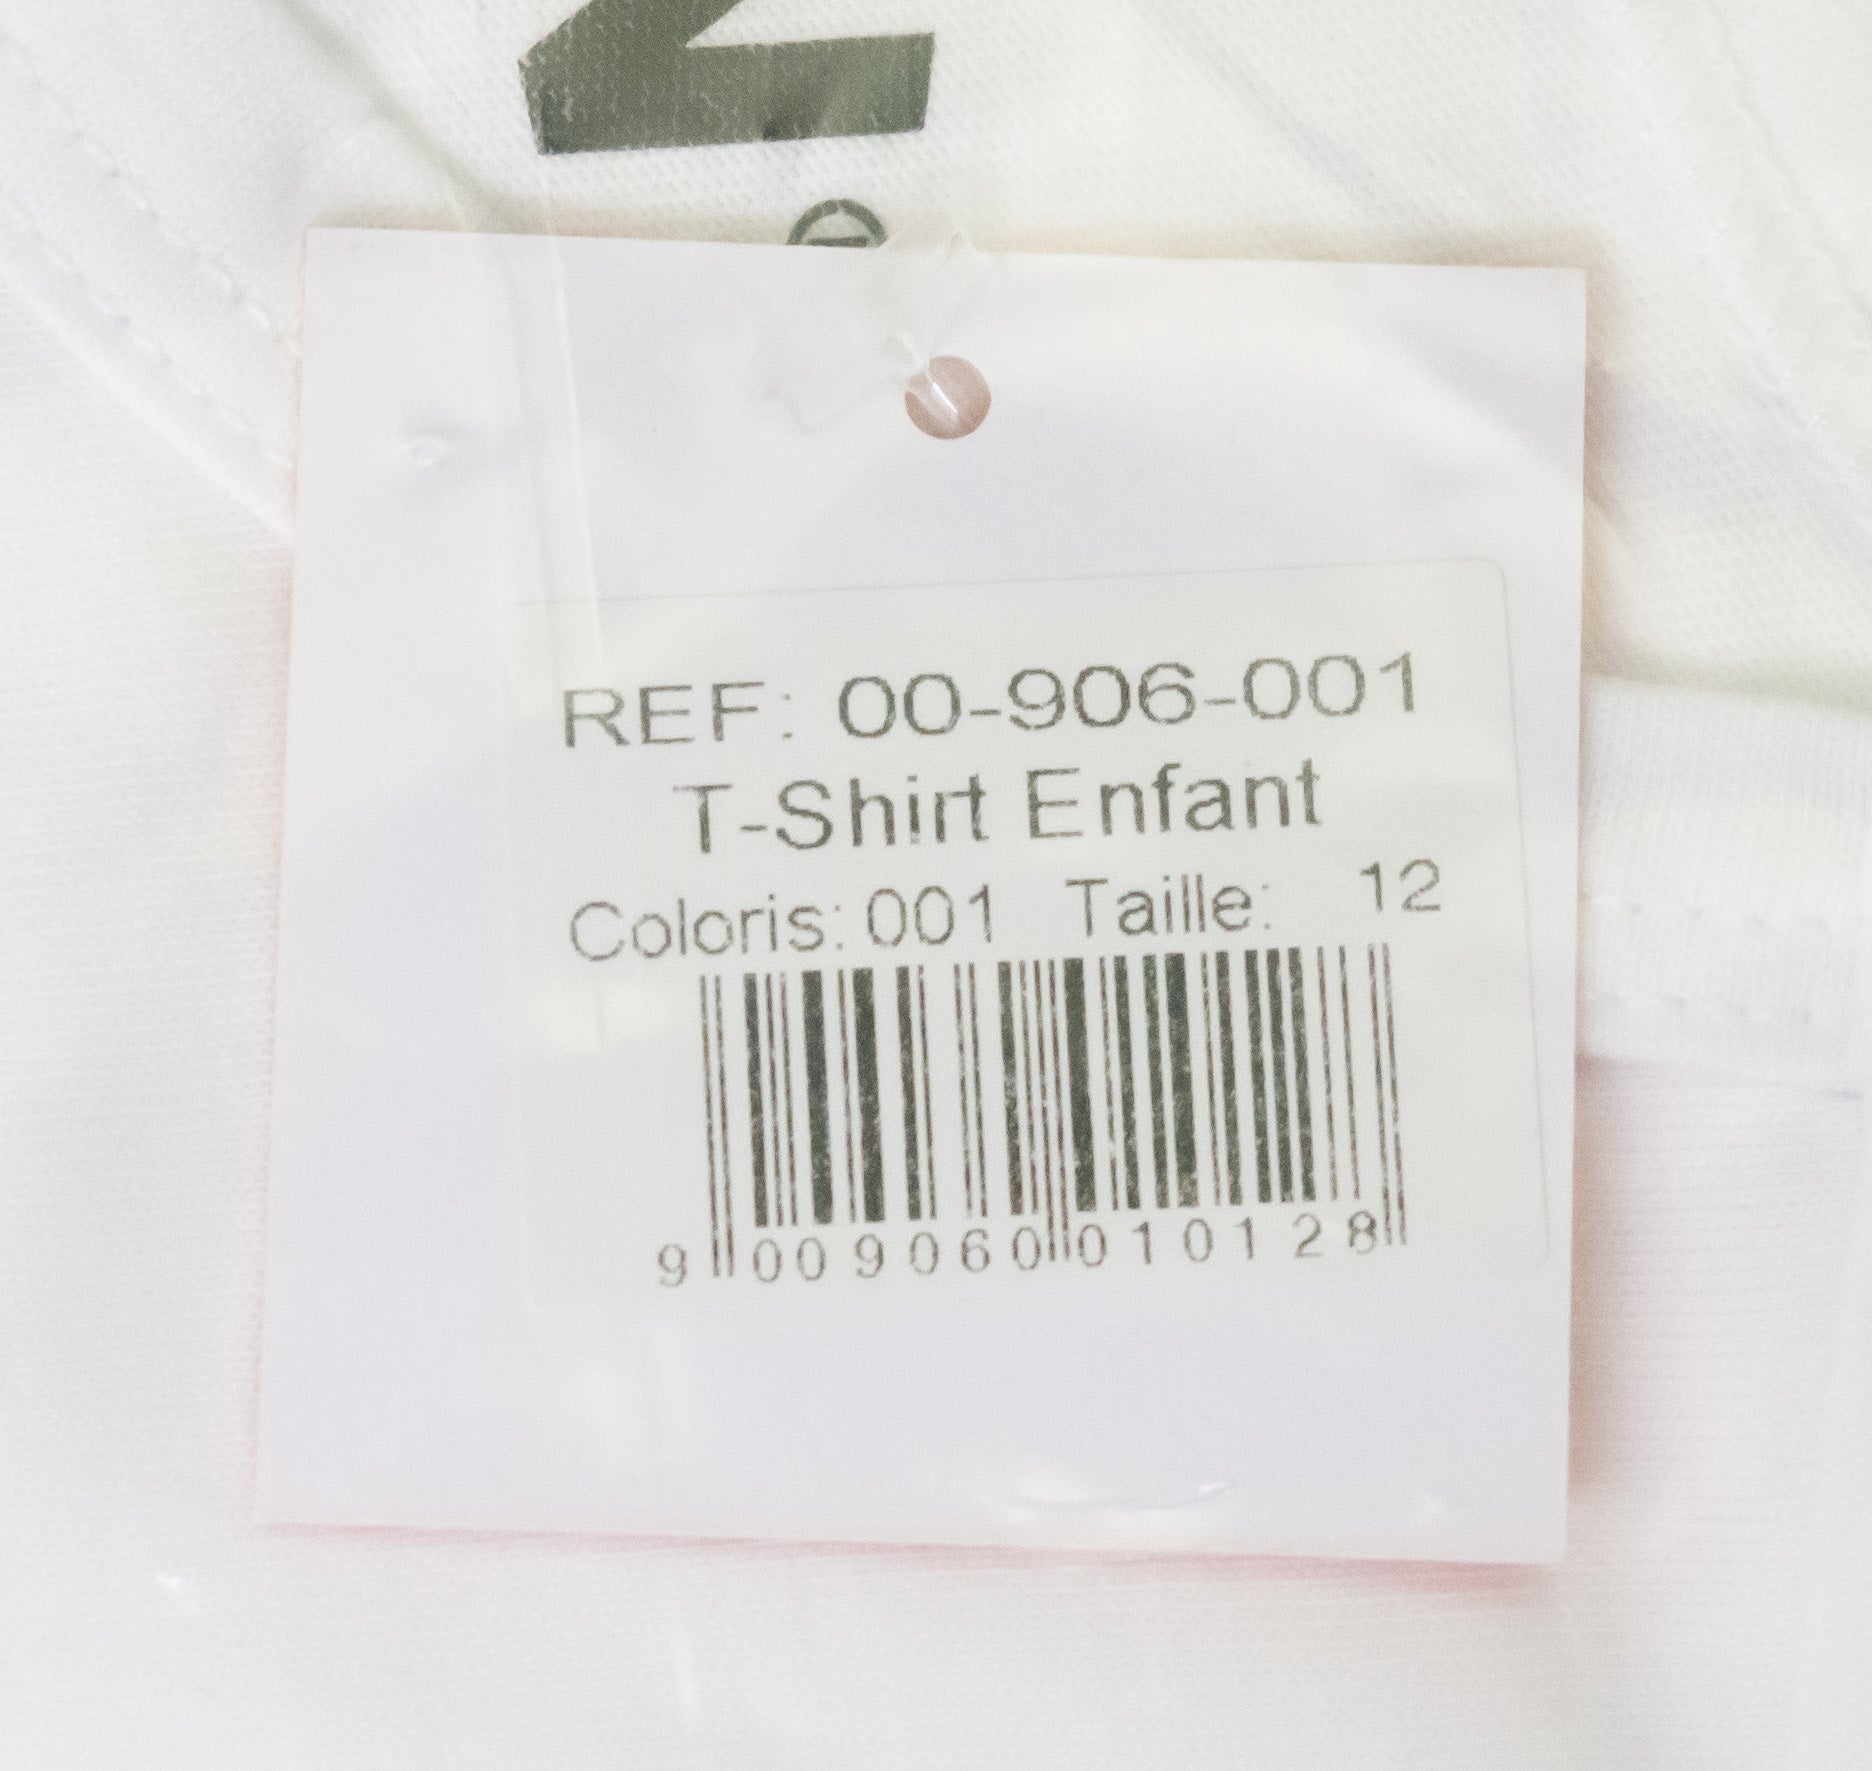 REF: 00-906-001
T-Shirt Enfant
Coloris: 001 Taille: 12
9 009060 010128